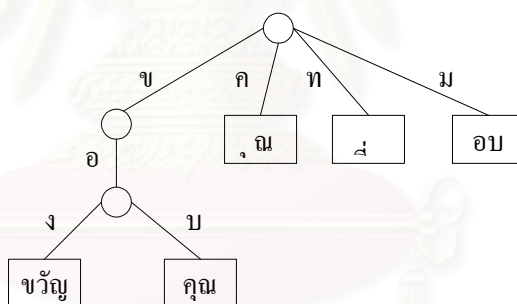 ข ค ท ม
ุณ ี่ อบ
อ
ง บ
ขวัญ คุณ